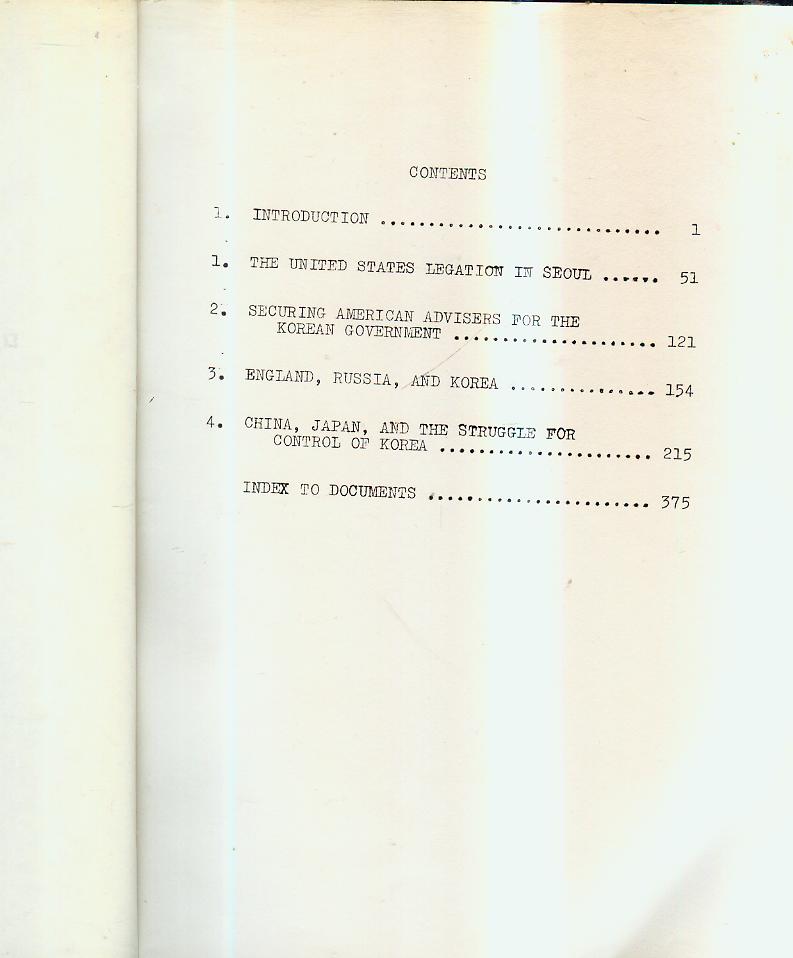 CONTENTS
1. INTRODUCTION ............................. 1
1. THE UNITED STATES LEGATION IN SEOUL ...... 51
2. SECURING AMERICAN ADVISERS FOR THE
KOREAN GOVERNMENT ..................... 121
3. ENGLAND, RUSSIA, AND KOREA ............... 154
4. CHINA, JAPAN, AND THE STRUGGLE FOR
CONTROL OF KOREA ...................... 215
INDEX TO DOCUMENTS ....................... 375